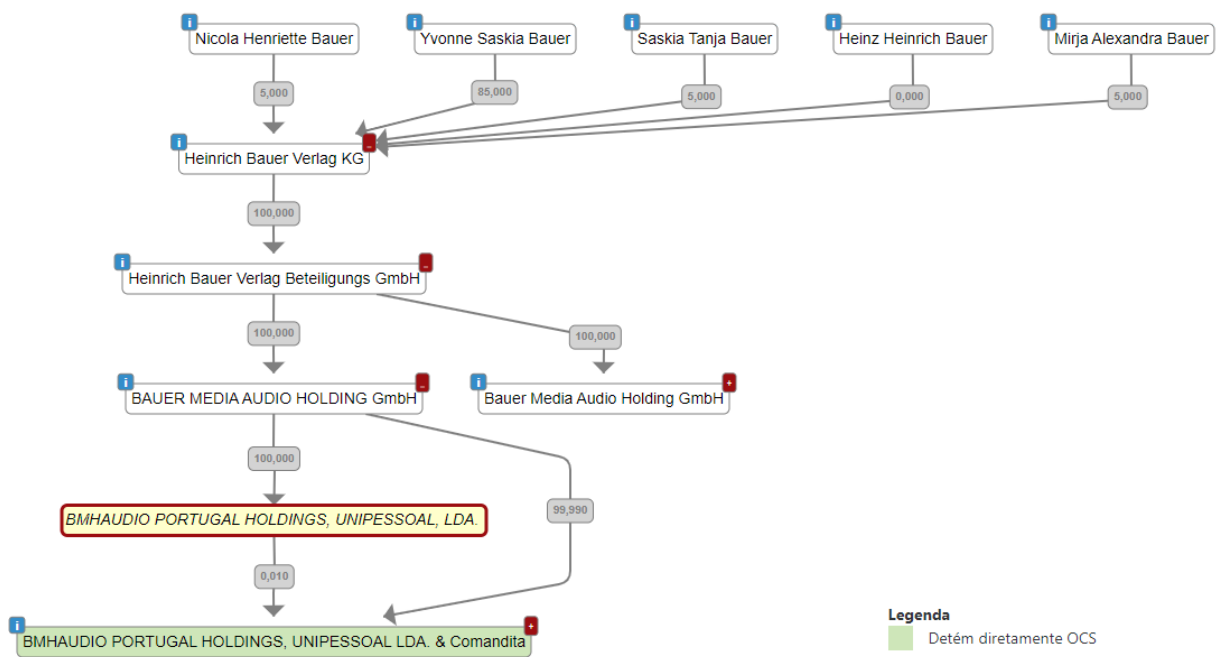 Nicola Henriette Bauer
Yvonne Saskia Bauer
Saskia Tanja Bauer
Heinz Heinrich Bauer
Mirja Alexandra Bauer
5,000
85,000
5,000
0,000
5,000
Heinrich Bauer Verlag KG
100,000
Heinrich Bauer Verlag Beteiligungs GmbH
100,000
100,000
BAUER MEDIA AUDIO HOLDING GmbH
Bauer Media Audio Holding GmbH
100,000
BMHAUDIO PORTUGAL HOLDINGS, UNIPESSOAL, LDA.
99,990
0,010
BMHAUDIO PORTUGAL HOLDINGS, UNIPESSOAL LDA. & Comandita
Legenda
Detém diretamente OCS